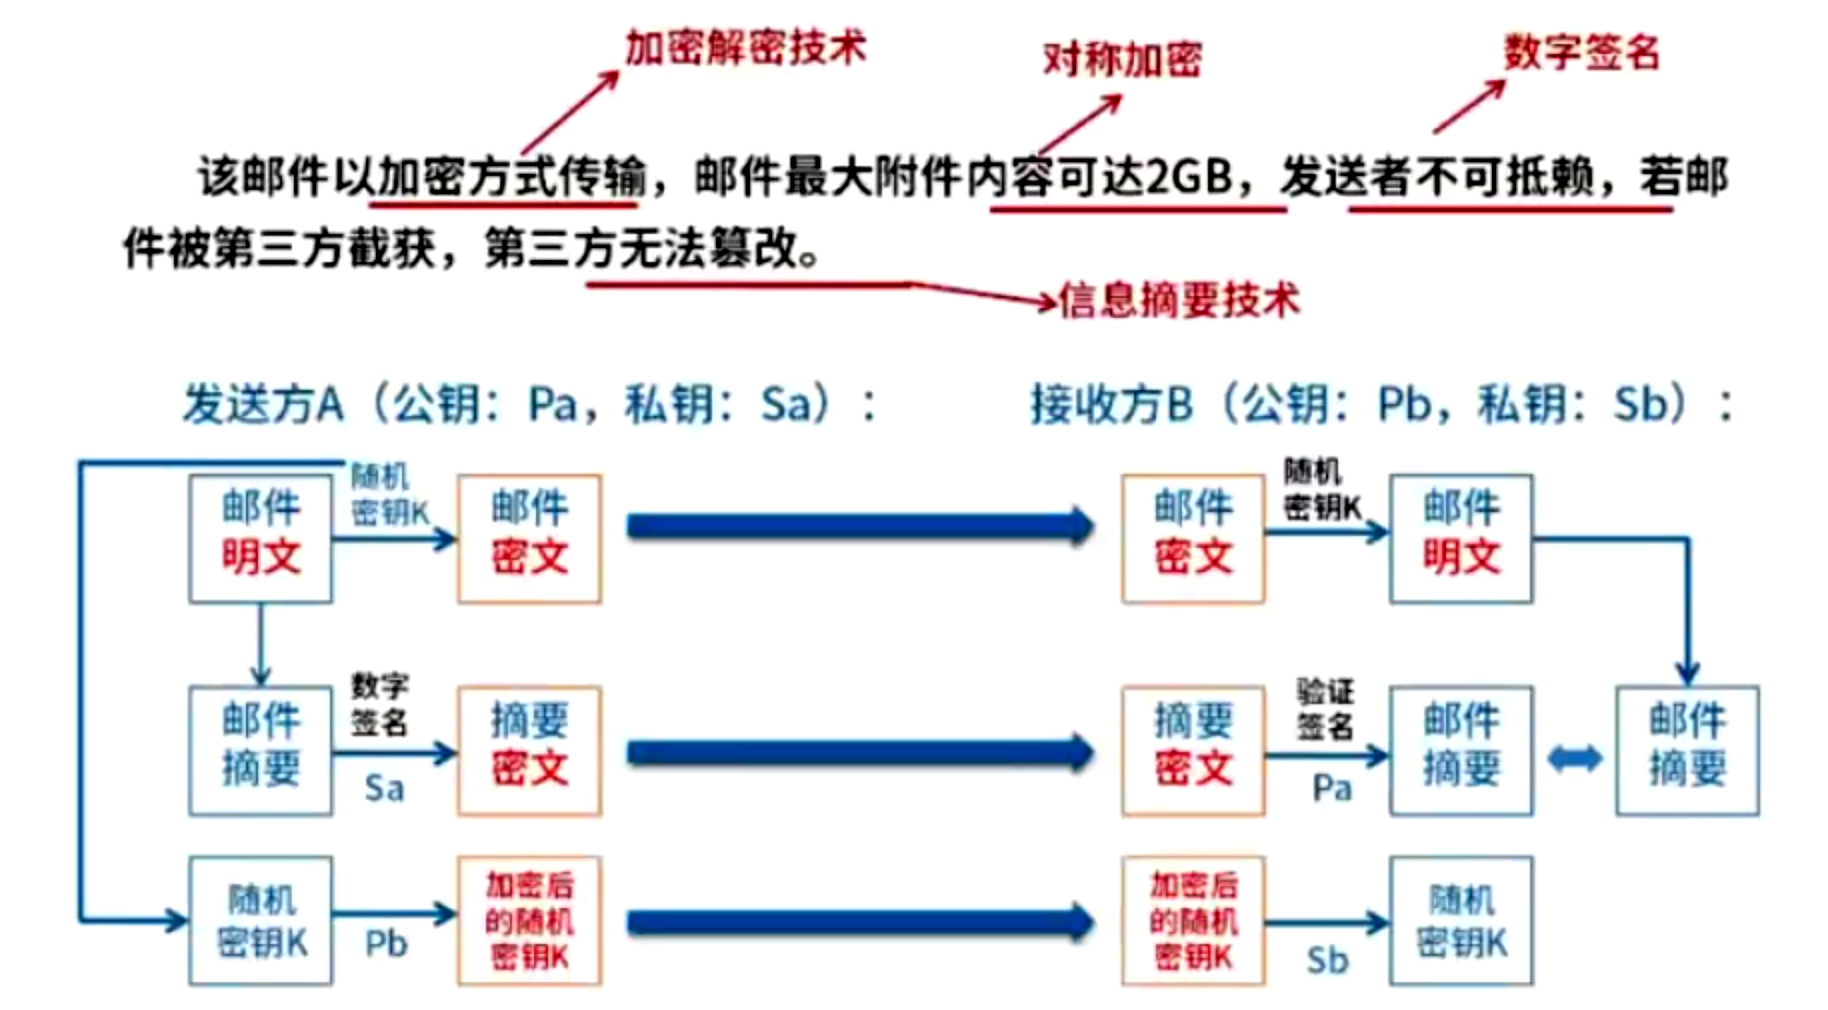 加密解密技术
对称加密
数字签名
该邮件以加密方式传输，邮件最大附件内容可达2GB，发送者不可抵赖，若邮
件被第三方截获，第三方无法篡改。
信息摘要技术
发送方A（公钥：Pa，私钥：Sa）：
接收方B（公钥：Pb，私钥：Sb）：
邮件
明文
随机
密钥K
邮件
密文
邮件
密文
随机
密钥K
邮件
明文
邮件
摘要
数字
签名
Sa
摘要
密文
摘要
密文
验证
签名
Pa
邮件
摘要
邮件
摘要
随机
密钥K
Pb
加密后
的随机
密钥K
加密后
的随机
密钥K
Sb
随机
密钥K